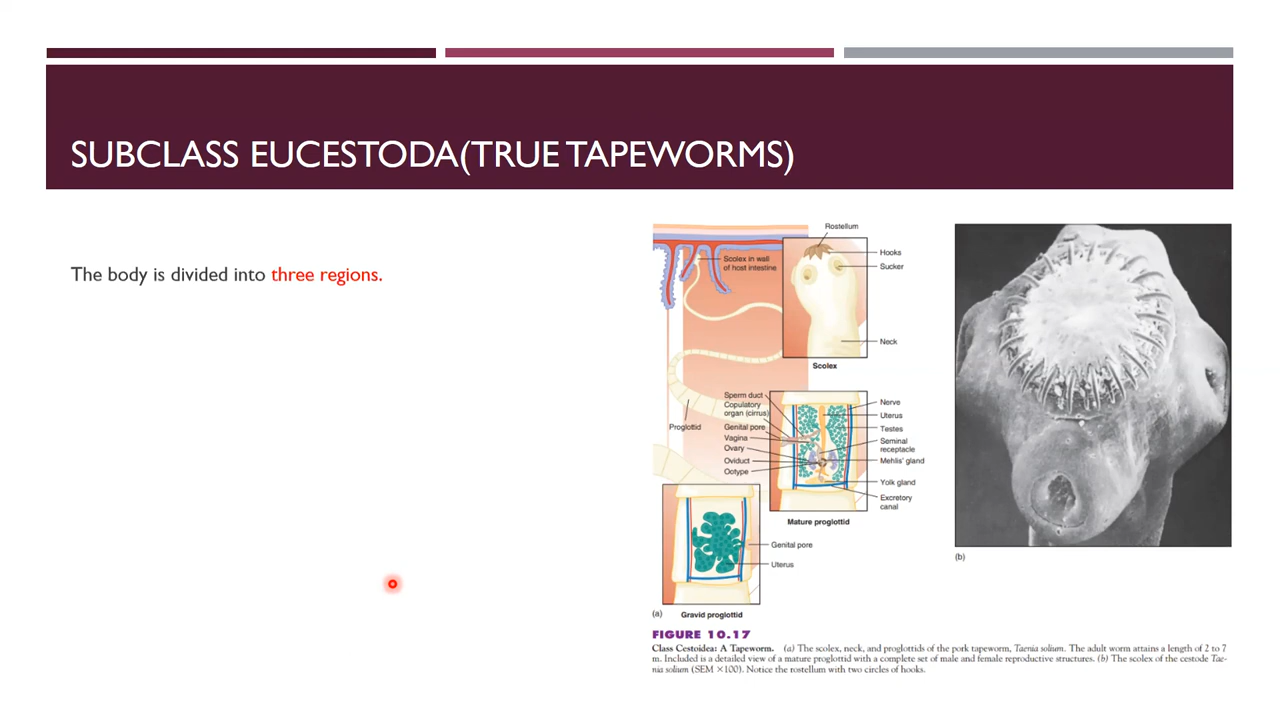 SUBCLASS EUCESTODA(TRUE TAPEWORMS)
The body is divided into three regions.
Rostellum
Hooks
Sucker
Scolex in wall
of host intestine
Neck
Scolex
Sperm duct
Copulatory
organ (cirrus)
Genital pore
Vagina
Ovary
Oviduct
Ootype
Proglottid
Nerve
Uterus
Testes
Seminal
receptacle
Mehlis' gland
Yolk gland
Excretory
canal
Mature proglottid
Genital pore
Uterus
(a)
Gravid proglottid
(b)
FIGURE 10.17
Class Cestoidea: A Tapeworm. (a) The scolex, neck, and proglottids of the pork tapeworm, Taenia solium. The adult worm attains a length of 2 to 7
m. Included is a detailed view of a mature proglottid with a complete set of male and female reproductive structures. (b) The scolex of the cestode Tae-
nia solium (SEM ×100). Notice the rostellum with two circles of hooks.